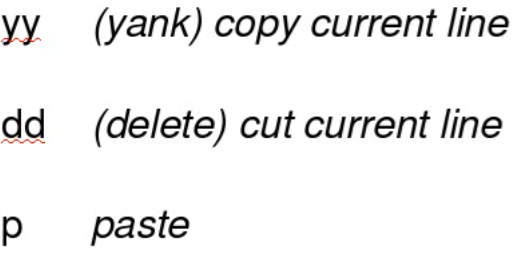 yy (yank) copy current line
dd (delete) cut current line
p paste